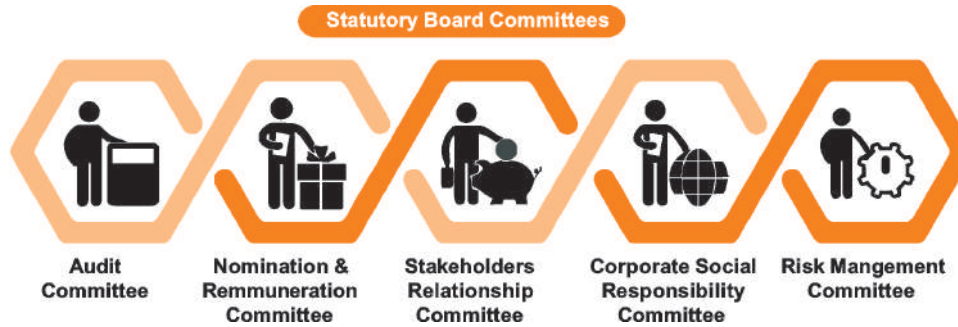 Statutory Board Committees
Audit
Committee
Nomination &
Remmuneration
Committee
Stakeholders
Relationship
Committee
Corporate Social
Responsibility
Committee
Risk Mangement
Committee